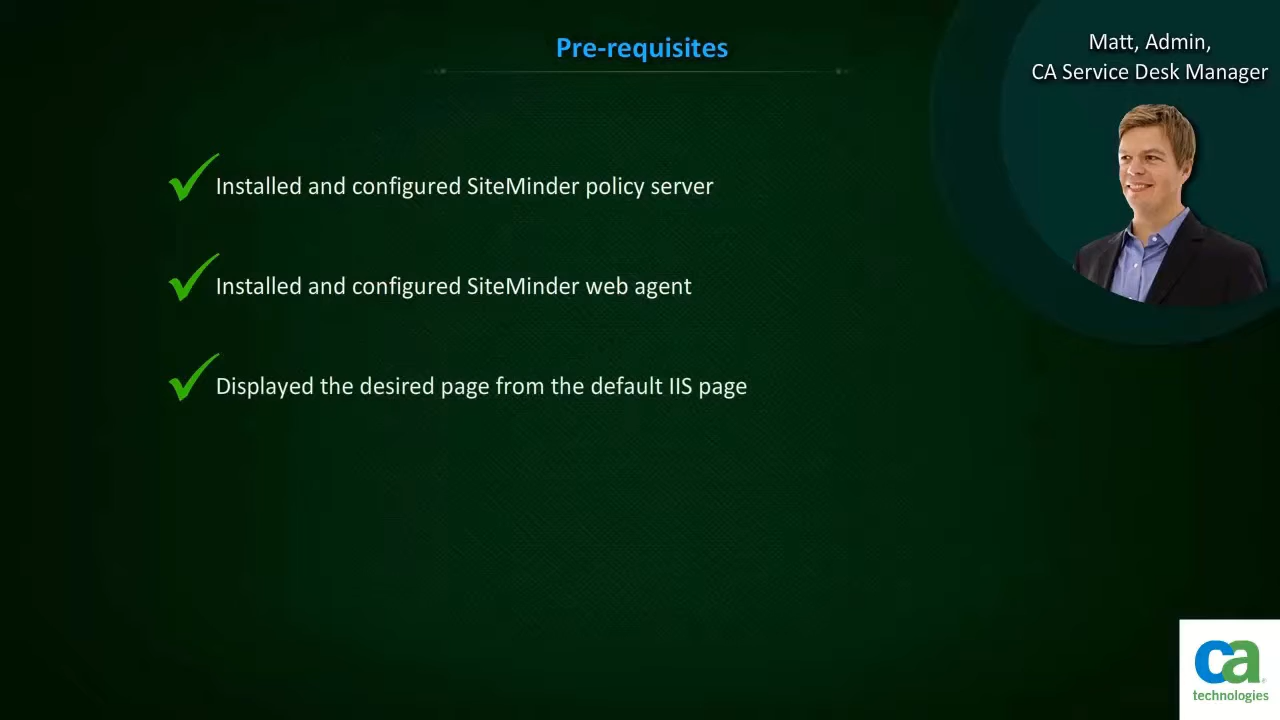 Pre-requisites
Matt, Admin,
CA Service Desk Manager
Installed and configured SiteMinder policy server
Installed and configured SiteMinder web agent
Displayed the desired page from the default IIS page
ca
technologies